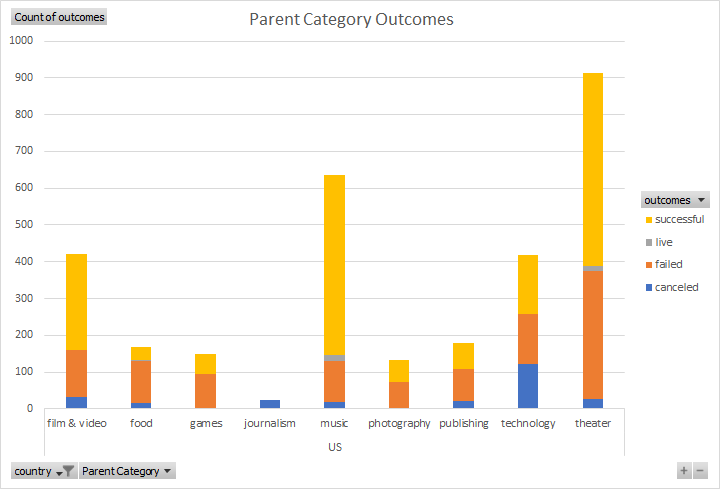 Count of outcomes
Parent Category Outcomes
1000
900
800
700
600
500
400
300
200
100
0
film & video food games journalism music photography publishing technology theater
US
outcomes
successful
live
failed
canceled
country Parent Category
+ −